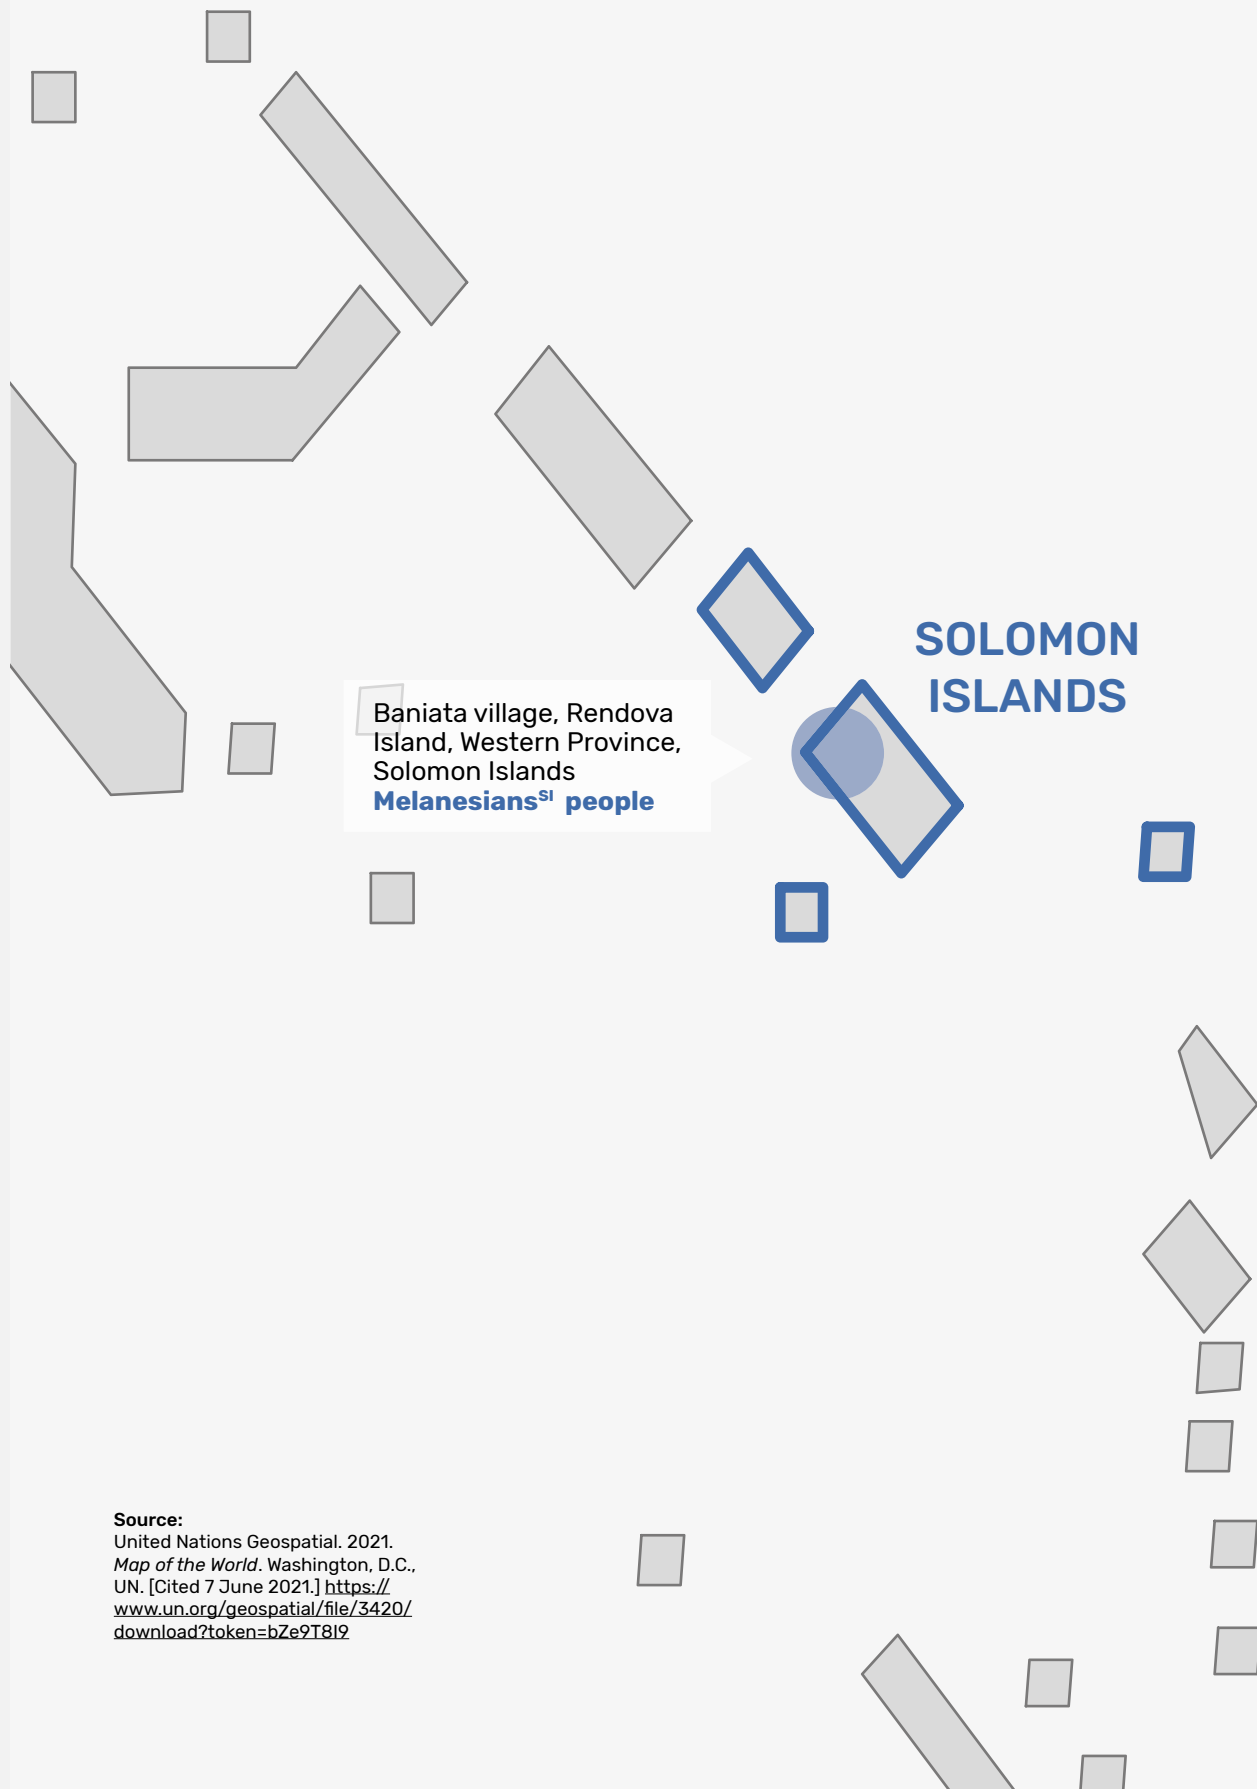 SOLOMON
ISLANDS
Baniata village, Rendova
Island, Western Province,
Solomon Islands
Melanesiansˢᴵ people
Source:
United Nations Geospatial. 2021.
Map of the World. Washington, D.C.,
UN. [Cited 7 June 2021.] https://
www.un.org/geospatial/file/3420/
download?token=bZe9T8I9